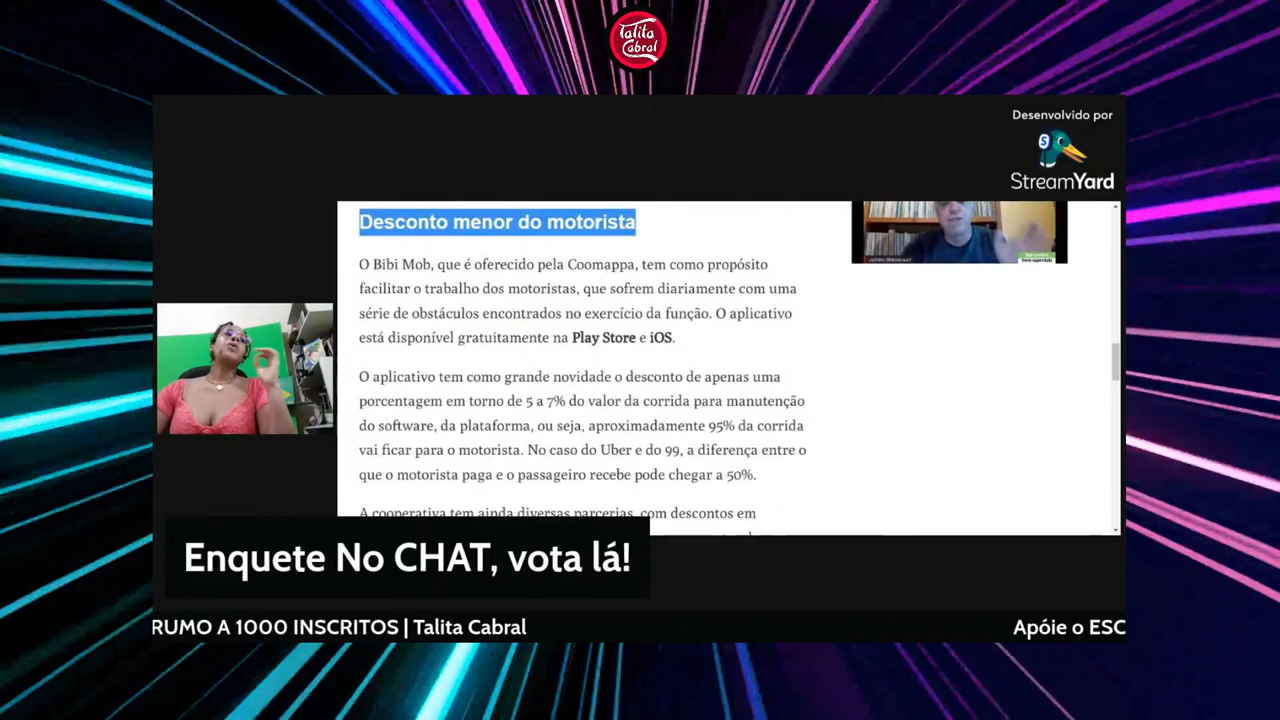 Talita
Cabral
Desenvolvido por
StreamYard
Desconto menor do motorista
O Bibi Mob, que é oferecido pela Coomappa, tem como propósito
facilitar o trabalho dos motoristas, que sofrem diariamente com uma
série de obstáculos encontrados no exercício da função. O aplicativo
está disponível gratuitamente na Play Store e iOS.
O aplicativo tem como grande novidade o desconto de apenas uma
porcentagem em torno de 5 a 7% do valor da corrida para manutenção
do software, da plataforma, ou seja, aproximadamente 95% da corrida
vai ficar para o motorista. No caso do Uber e do 99, a diferença entre o
que o motorista paga e o passageiro recebe pode chegar a 50%.
A cooperativa tem ainda diversas parcerias, com descontos em
Enquete No CHAT, vota lá!
RUMO A 1000 INSCRITOS | Talita Cabral
Apóie o ESC